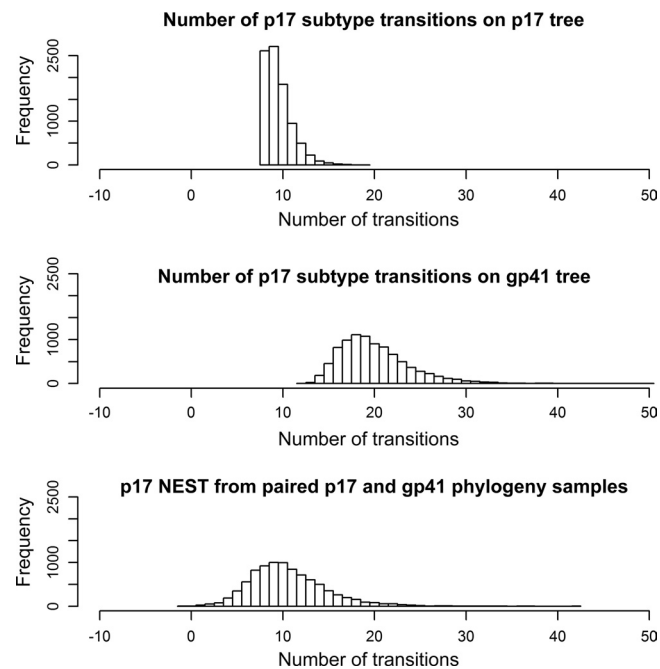 Number of p17 subtype transitions on p17 tree
Frequency
0 1000 2500
-10 0 10 20 30 40 50
Number of transitions
Number of p17 subtype transitions on gp41 tree
Frequency
0 1000 2500
-10 0 10 20 30 40 50
Number of transitions
p17 NEST from paired p17 and gp41 phylogeny samples
Frequency
0 1000 2500
-10 0 10 20 30 40 50
Number of transitions